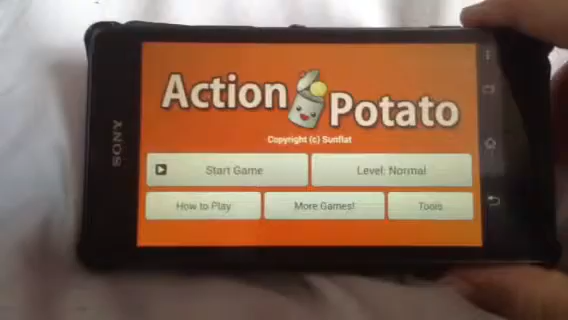 SONY
Action Potato
Copyright (c) Sunflat
Start Game
Level: Normal
How to Play
More Games!
Tools